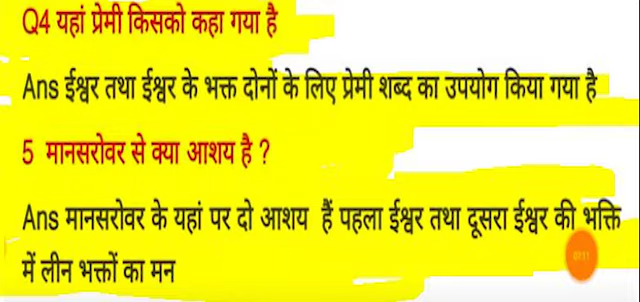 Q4 यहां प्रेमी किसको कहा गया है
Ans ईश्वर तथा ईश्वर के भक्त दोनों के लिए प्रेमी शब्द का उपयोग किया गया है
5 मानसरोवर से क्या आशय है ?
Ans मानसरोवर के यहां पर दो आशय हैं पहला ईश्वर तथा दूसरा ईश्वर की भक्ति
में लीन भक्तों का मन